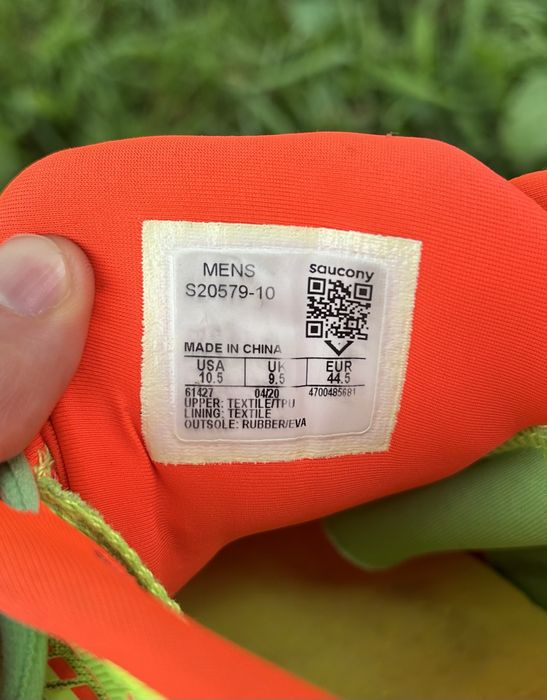 MENS
saucony
S20579-10
MADE IN CHINA
USA UK EUR
10.5 9.5 44.5
61427 04/20 4700485681
UPPER: TEXTILE/TPU
LINING: TEXTILE
OUTSOLE: RUBBER/EVA